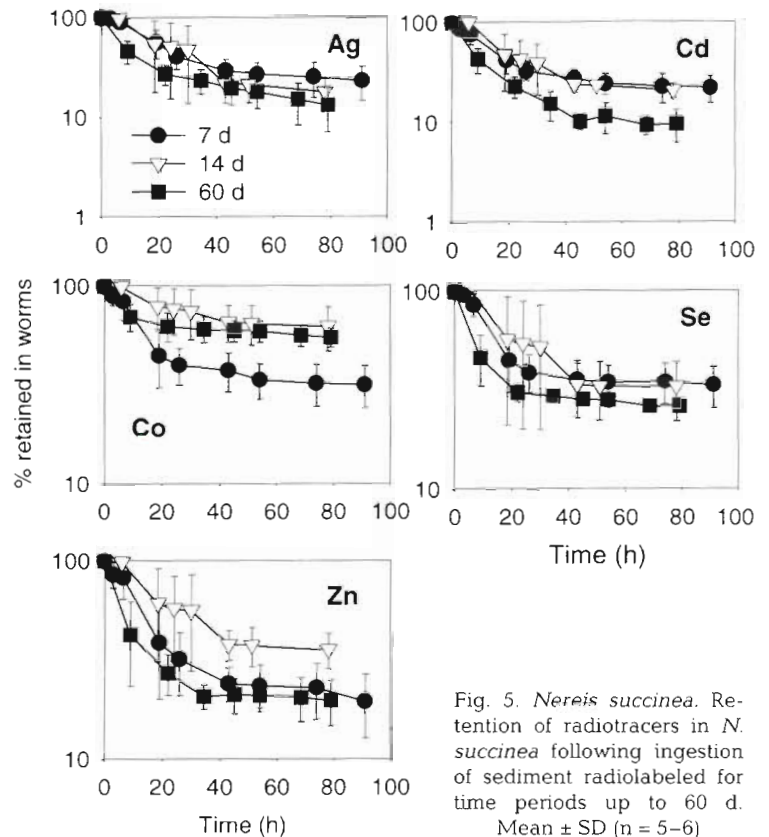 100
Ag
10
1
7 d
14 d
60 d
0 20 40 60 80 100
100
Cd
10
1
0 20 40 60 80 100
% retained in worms
100
Co
10
0 20 40 60 80 100
100
Se
10
0 20 40 60 80 100
Time (h)
100
Zn
10
0 20 40 60 80 100
Time (h)
Fig. 5. Nereis succinea. Re-
tention of radiotracers in N.
succinea following ingestion
of sediment radiolabeled for
time periods up to 60 d.
Mean ± SD (n = 5–6)